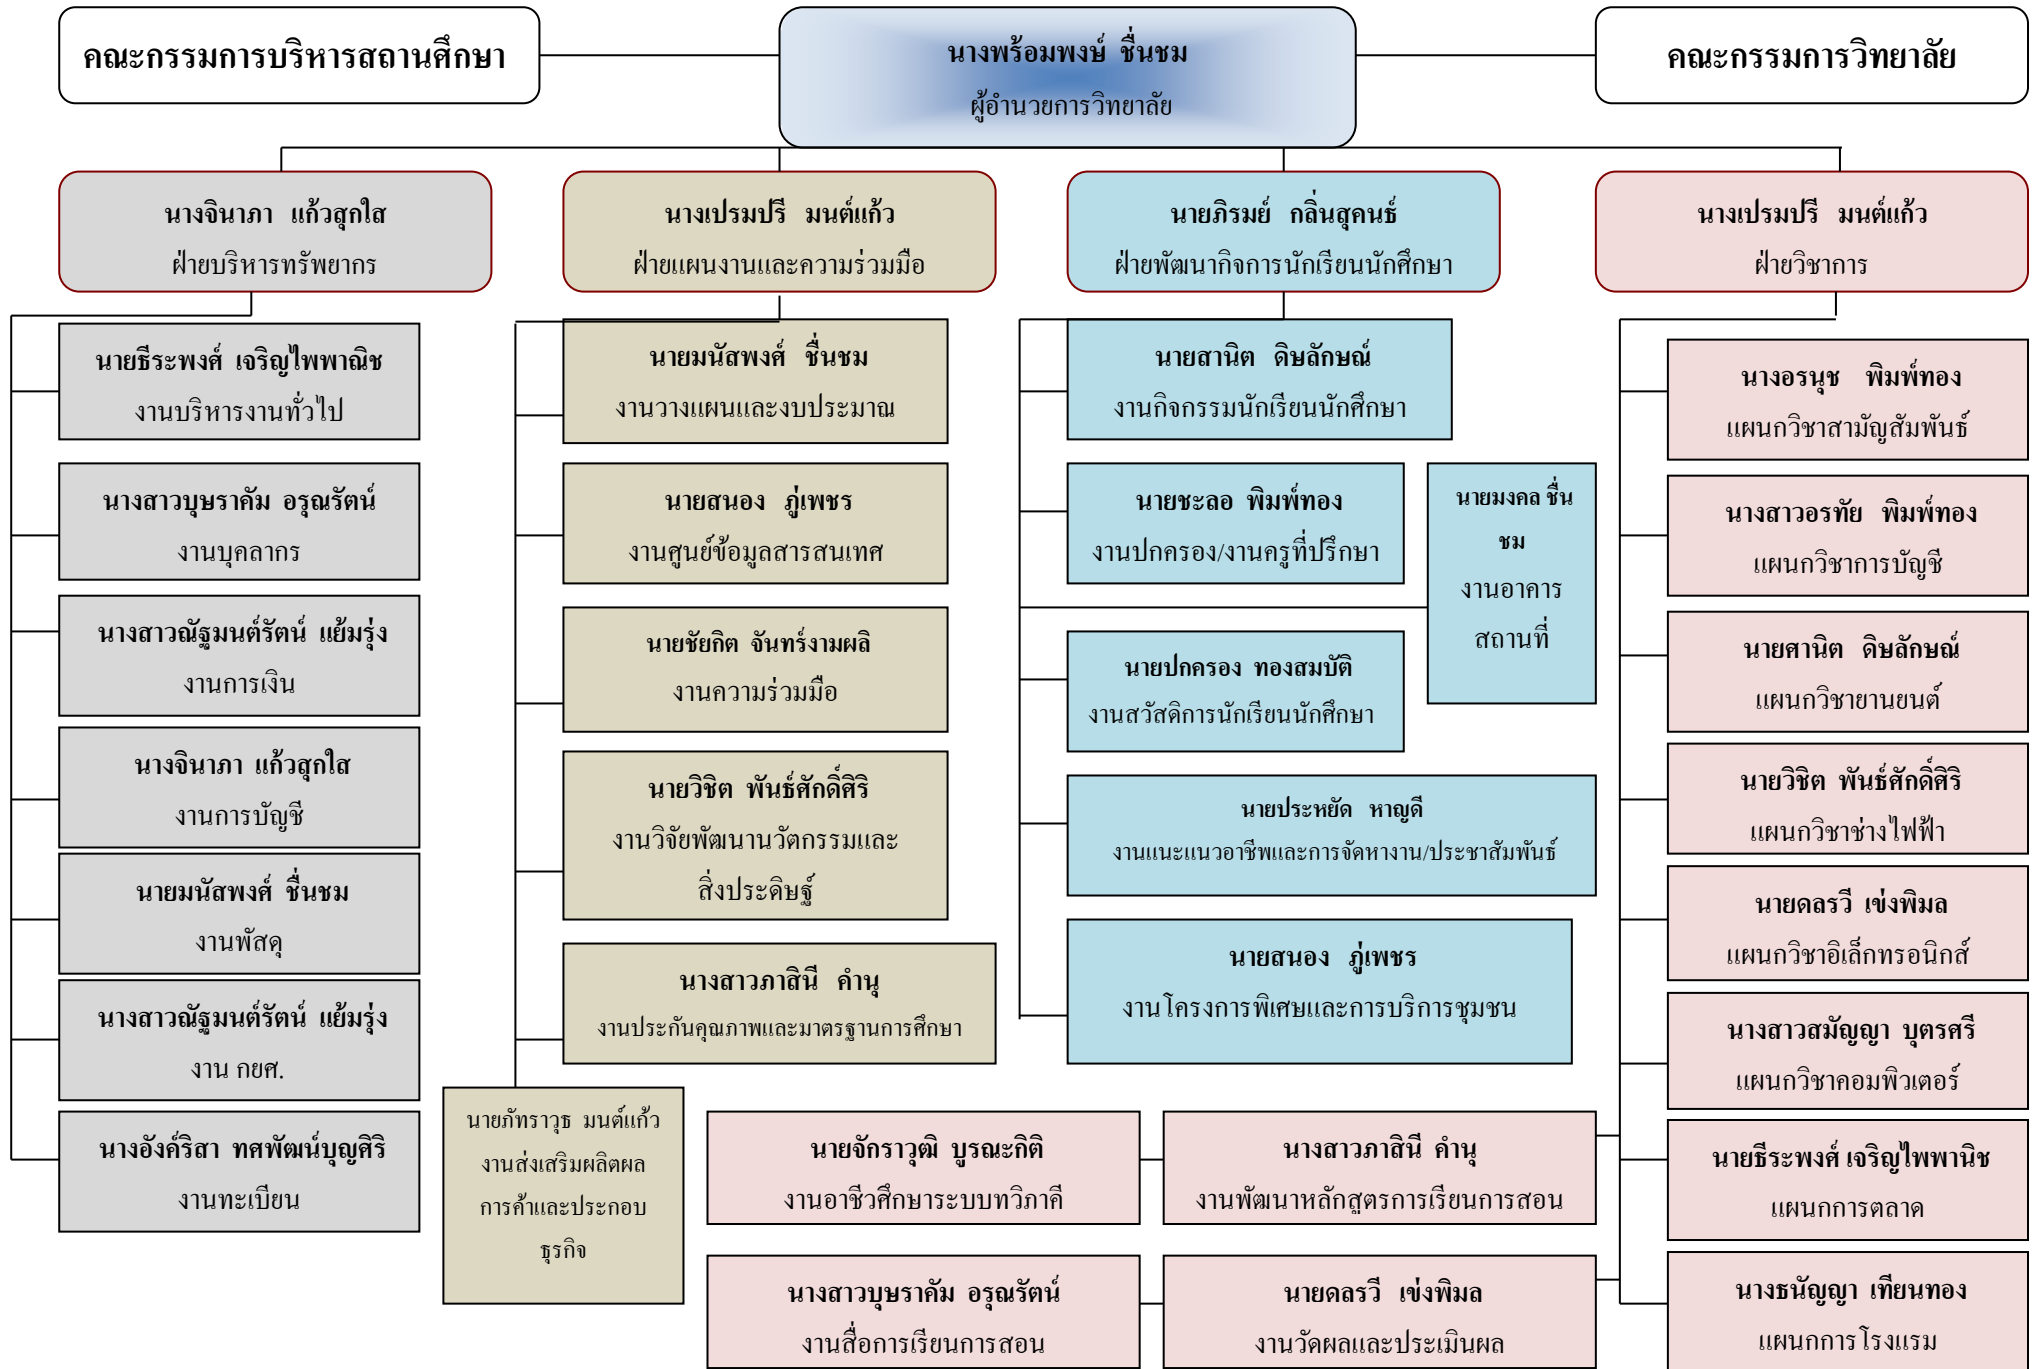 คณะกรรมการบริหารสถานศึกษา
นางพร้อมพงษ์ ชื่นชม
ผู้อำนวยการวิทยาลัย
คณะกรรมการวิทยาลัย
นางจินาภา แก้วสุกใส
ฝ่ายบริหารทรัพยากร
นางเปรมปรี มนต์แก้ว
ฝ่ายแผนงานและความร่วมมือ
นายภิรมย์ กลิ่นสุคนธ์
ฝ่ายพัฒนากิจการนักเรียนนักศึกษา
นางเปรมปรี มนต์แก้ว
ฝ่ายวิชาการ
นายธีระพงศ์ เจริญไพพาณิช
งานบริหารงานทั่วไป
นางสาวบุษราคัม อรุณรัตน์
งานบุคลากร
นางสาวณัฐมนต์รัตน์ แย้มรุ่ง
งานการเงิน
นางจินาภา แก้วสุกใส
งานการบัญชี
นายมนัสพงศ์ ชื่นชม
งานพัสดุ
นางสาวณัฐมนต์รัตน์ แย้มรุ่ง
งาน กยศ.
นางอังค์ริสา ทศพัฒน์บุญศิริ
งานทะเบียน
นายมนัสพงศ์ ชื่นชม
งานวางแผนและงบประมาณ
นายสนอง ภู่เพชร
งานศูนย์ข้อมูลสารสนเทศ
นายชัยกิต จันทร์งามผลิ
งานความร่วมมือ
นายวิชิต พันธ์ศักดิ์ศิริ
งานวิจัยพัฒนานวัตกรรมและ
สิ่งประดิษฐ์
นางสาวภาสินี คำนุ
งานประกันคุณภาพและมาตรฐานการศึกษา
นายภัทราวุธ มนต์แก้ว
งานส่งเสริมผลิตผล
การค้าและประกอบ
ธุรกิจ
นายสานิต ดิษลักษณ์
งานกิจกรรมนักเรียนนักศึกษา
นายชะลอ พิมพ์ทอง
งานปกครอง/งานครูที่ปรึกษา
นายมงคล ชื่น
ชม
งานอาคาร
สถานที่
นายปกครอง ทองสมบัติ
งานสวัสดิการนักเรียนนักศึกษา
นายประหยัด หาญดี
งานแนะแนวอาชีพและการจัดหางาน/ประชาสัมพันธ์
นายสนอง ภู่เพชร
งานโครงการพิเศษและการบริการชุมชน
นางอรนุช พิมพ์ทอง
แผนกวิชาสามัญสัมพันธ์
นางสาวอรทัย พิมพ์ทอง
แผนกวิชาการบัญชี
นายศานิต ดิษลักษณ์
แผนกวิชายานยนต์
นายวิชิต พันธ์ศักดิ์ศิริ
แผนกวิชาช่างไฟฟ้า
นายดลรวี เข่งพิมล
แผนกวิชาอิเล็กทรอนิกส์
นางสาวสมัญญา บุตรศรี
แผนกวิชาคอมพิวเตอร์
นายธีระพงศ์ เจริญไพพานิช
แผนกการตลาด
นางธนัญญา เทียนทอง
แผนกการโรงแรม
นายจักราวุฒิ บูรณะกิติ
งานอาชีวศึกษาระบบทวิภาคี
นางสาวภาสินี คำนุ
งานพัฒนาหลักสูตรการเรียนการสอน
นางสาวบุษราคัม อรุณรัตน์
งานสื่อการเรียนการสอน
นายดลรวี เข่งพิมล
งานวัดผลและประเมินผล